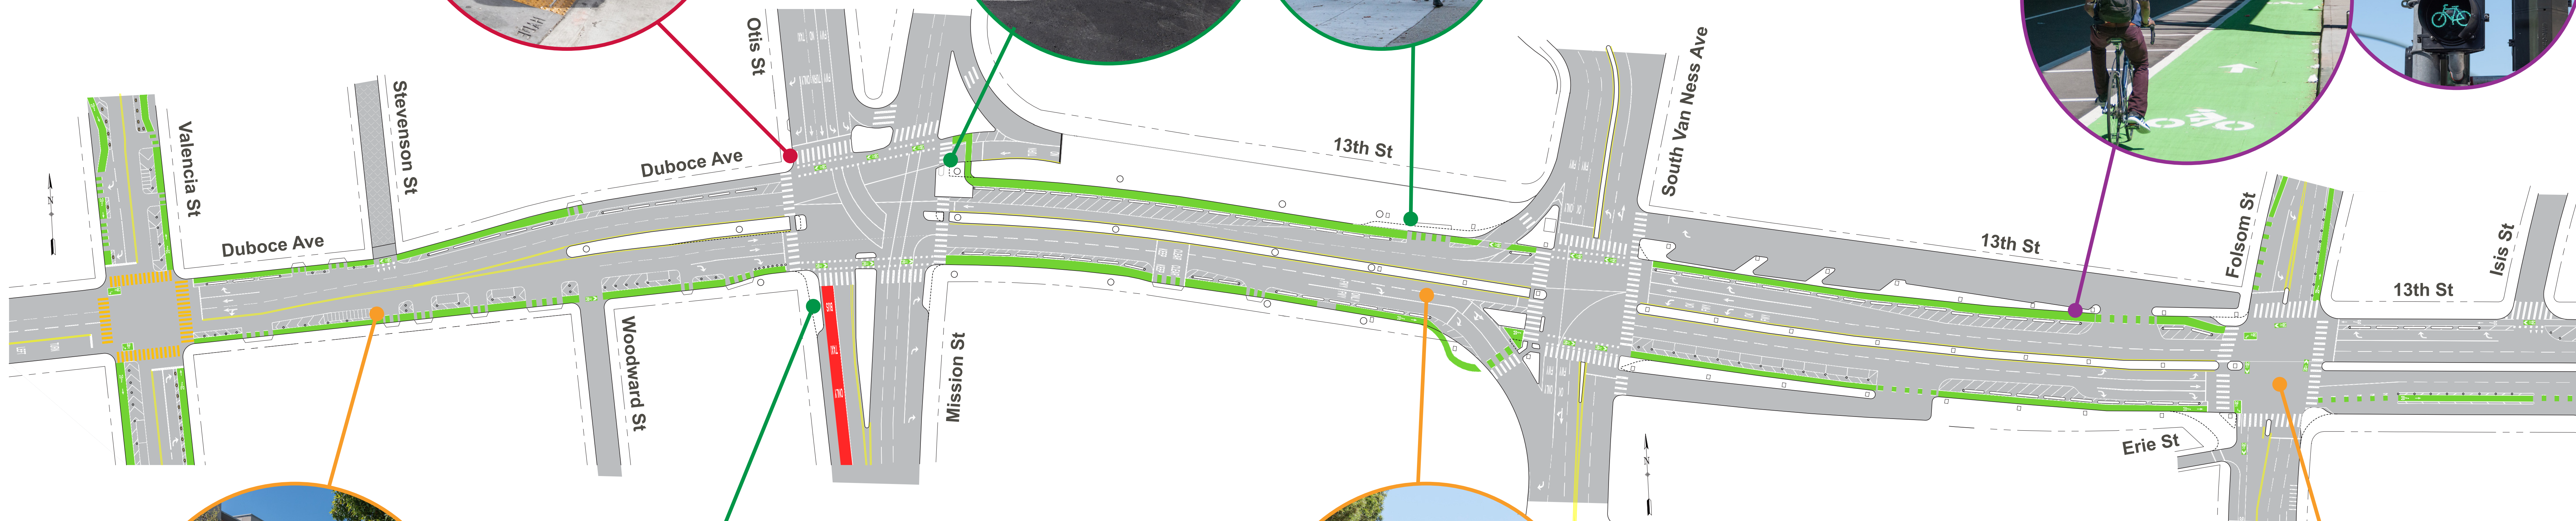 Otis St
South Van Ness Ave
Stevenson St
Valencia St
Duboce Ave
13th St
Duboce Ave
Folsom St
13th St
Isis St
13th St
N
Woodward St
Mission St
Erie St
N